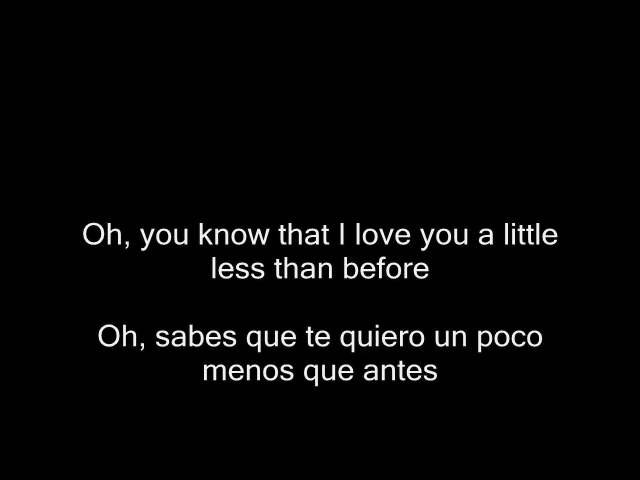 Oh, you know that I love you a little
less than before
Oh, sabes que te quiero un poco
menos que antes